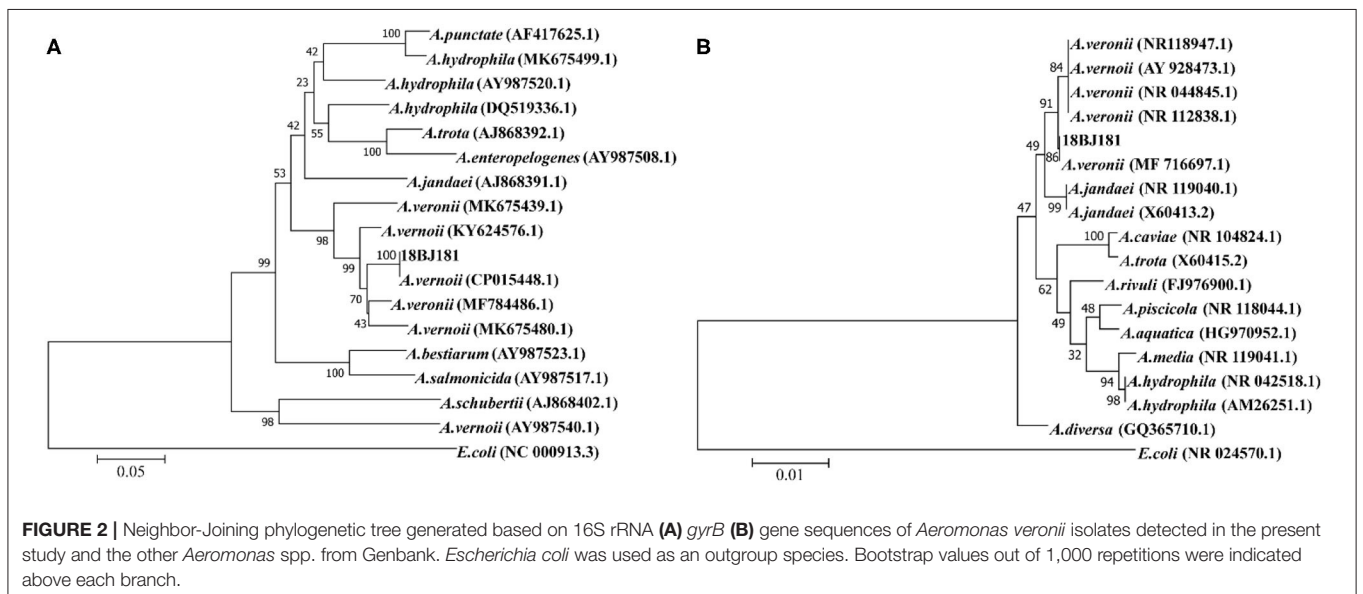 A
100
A.punctate (AF417625.1)
42
A.hydrophila (MK675499.1)
23
A.hydrophila (AY987520.1)
A.hydrophila (DQ519336.1)
42
55
A.trota (AJ868392.1)
100
A.enteropelogenes (AY987508.1)
53
A.jandaei (AJ868391.1)
A.veronii (MK675439.1)
98
A.vernoii (KY624576.1)
99
100
18BJ181
99
A.vernoii (CP015448.1)
70
A.veronii (MF784486.1)
43
A.vernoii (MK675480.1)
A.bestiarum (AY987523.1)
100
A.salmonicida (AY987517.1)
A.schubertii (AJ868402.1)
98
A.vernoii (AY987540.1)
E.coli (NC 000913.3)
0.05
B
A.veronii (NR118947.1)
84
A.vernoii (AY 928473.1)
91
A.veronii (NR 044845.1)
A.veronii (NR 112838.1)
49
18BJ181
86
A.veronii (MF 716697.1)
A.jandaei (NR 119040.1)
47
99
A.jandaei (X60413.2)
100
A.caviae (NR 104824.1)
A.trota (X60415.2)
62
A.rivuli (FJ976900.1)
48
A.piscicola (NR 118044.1)
49
A.aquatica (HG970952.1)
32
A.media (NR 119041.1)
94
A.hydrophila (NR 042518.1)
98
A.hydrophila (AM26251.1)
A.diversa (GQ365710.1)
E.coli (NR 024570.1)
0.01
FIGURE 2 | Neighbor-Joining phylogenetic tree generated based on 16S rRNA (A) gyrB (B) gene sequences of Aeromonas veronii isolates detected in the present
study and the other Aeromonas spp. from Genbank. Escherichia coli was used as an outgroup species. Bootstrap values out of 1,000 repetitions were indicated
above each branch.